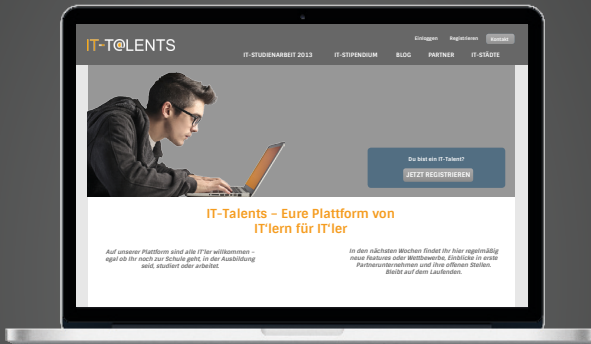 Einloggen Registrieren Kontakt
IT-T@LENTS
IT-STUDIENARBEIT 2013 IT-STIPENDIUM BLOG PARTNER IT-STÄDTE
Du bist ein IT-Talent?
JETZT REGISTRIEREN
IT-Talents – Eure Plattform von
IT'lern für IT'ler
Auf unserer Plattform sind alle IT'ler willkommen –
egal ob Ihr noch zur Schule geht, in der Ausbildung
seid, studiert oder arbeitet.
In den nächsten Wochen findet Ihr hier regelmäßig
neue Features oder Wettbewerbe, Einblicke in erste
Partnerunternehmen und ihre offenen Stellen.
Bleibt auf dem Laufenden.